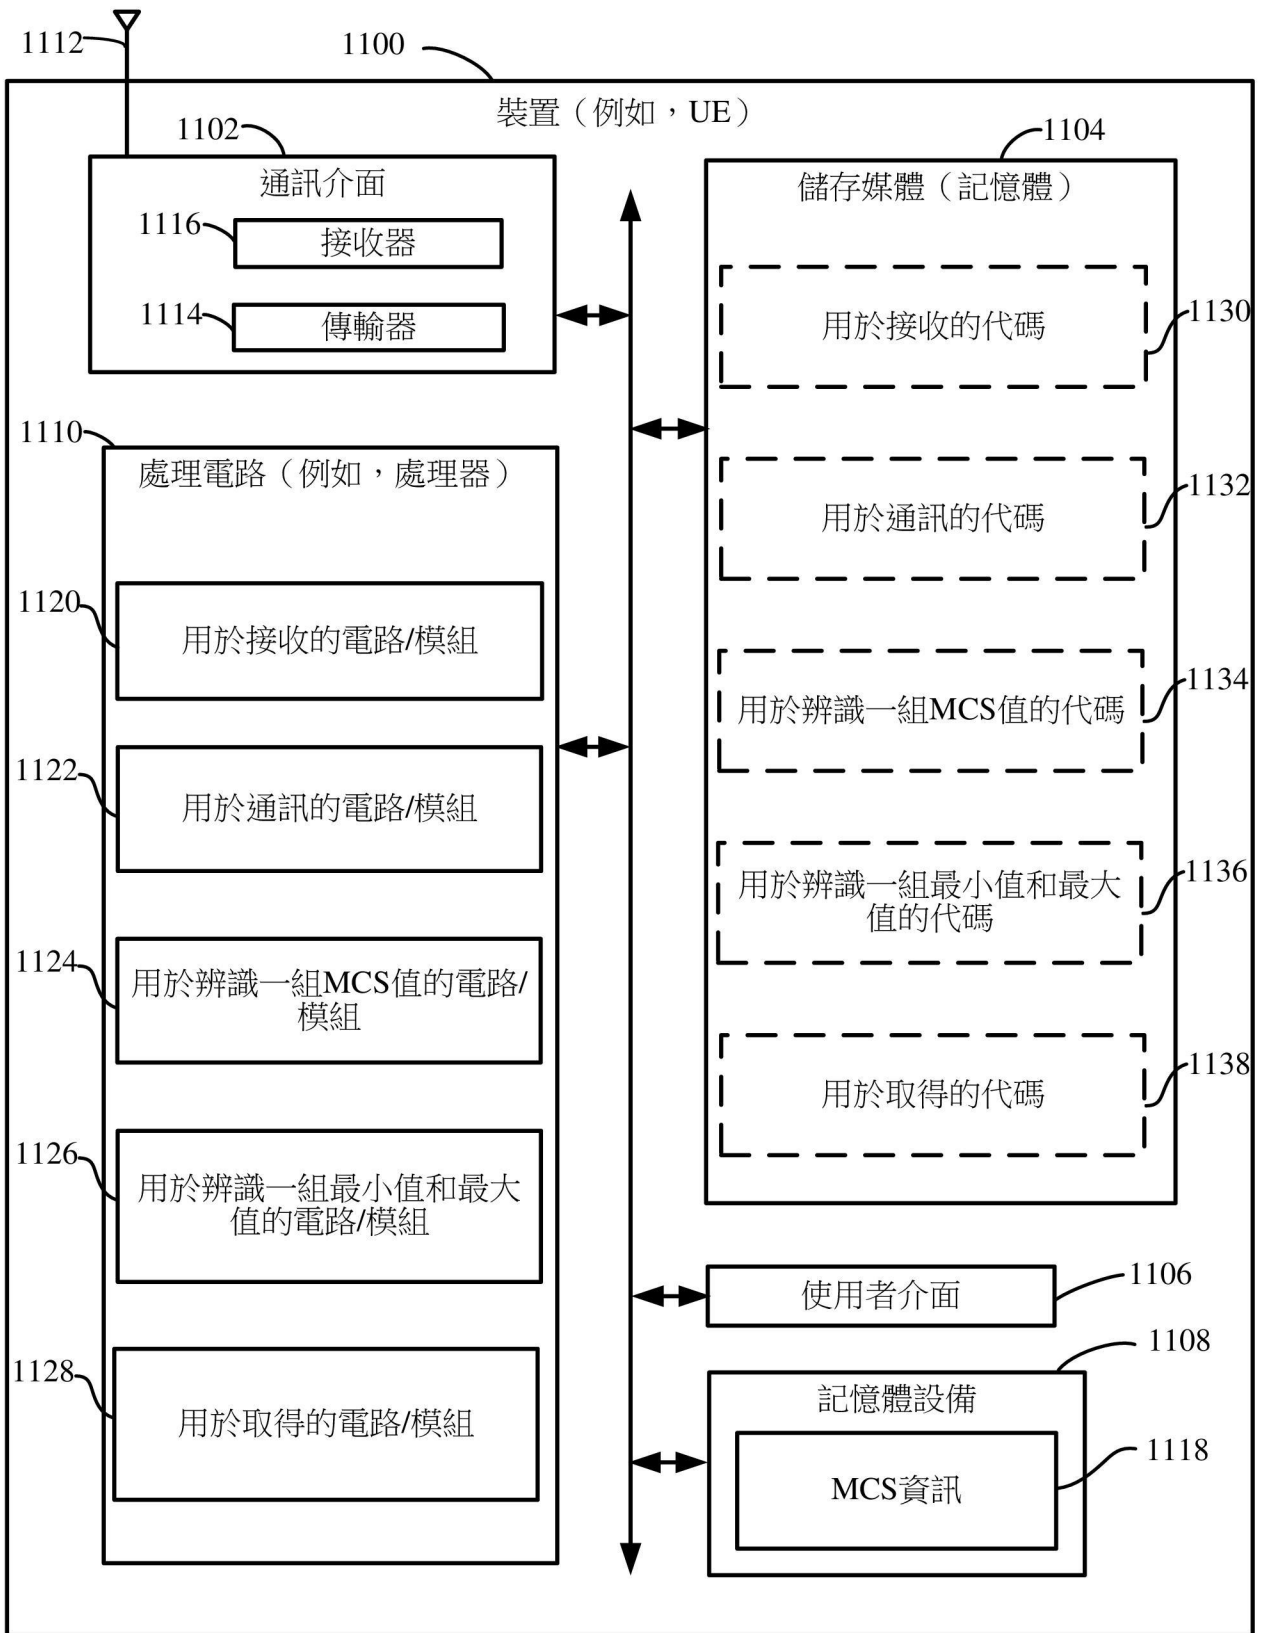 1112
1100
裝置（例如，UE）
1102
通訊介面
1116
接收器
1114
傳輸器
1104
儲存媒體（記憶體）
用於接收的代碼
1130
用於通訊的代碼
1132
用於辨識一組MCS值的代碼
1134
用於辨識一組最小值和最大
值的代碼
1136
用於取得的代碼
1138
1110
處理電路（例如，處理器）
1120
用於接收的電路/模組
1122
用於通訊的電路/模組
1124
用於辨識一組MCS值的電路/
模組
1126
用於辨識一組最小值和最大
值的電路/模組
1128
用於取得的電路/模組
使用者介面
1106
1108
記憶體設備
MCS資訊
1118